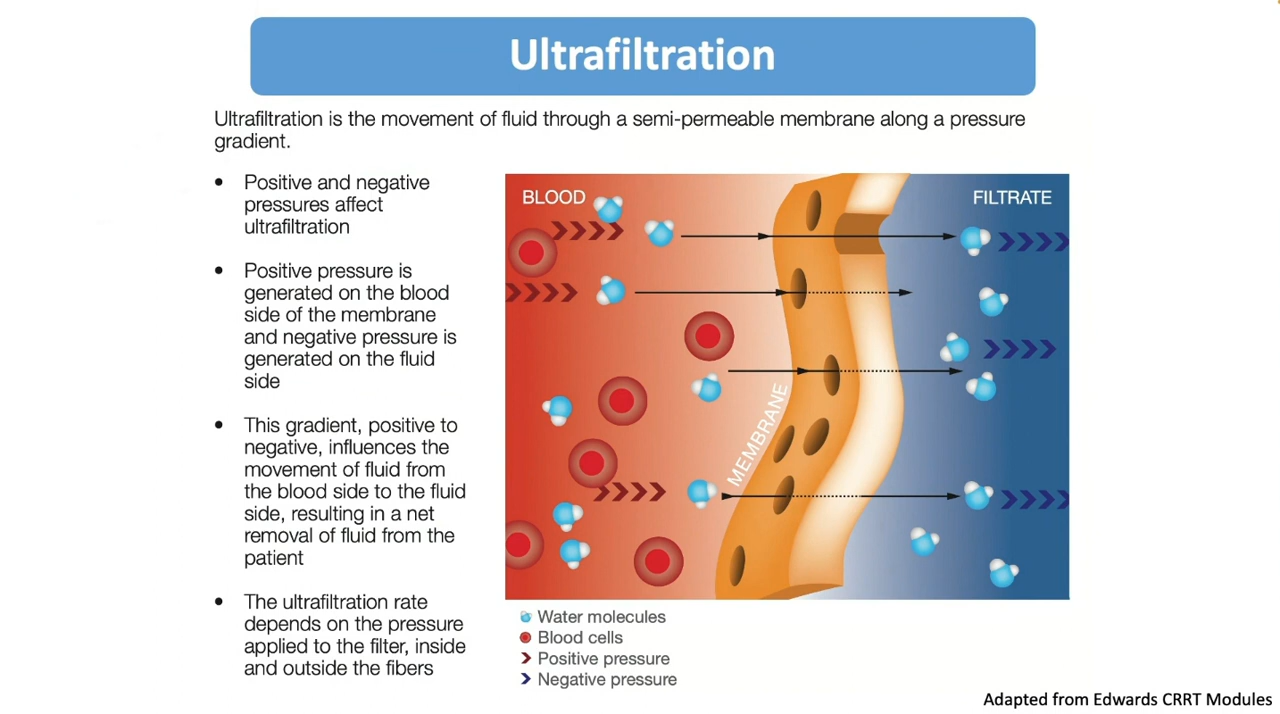 Ultrafiltration
Ultrafiltration is the movement of fluid through a semi-permeable membrane along a pressure
gradient.
• Positive and negative
pressures affect
ultrafiltration
• Positive pressure is
generated on the blood
side of the membrane
and negative pressure is
generated on the fluid
side
• This gradient, positive to
negative, influences the
movement of fluid from
the blood side to the fluid
side, resulting in a net
removal of fluid from the
patient
• The ultrafiltration rate
depends on the pressure
applied to the filter, inside
and outside the fibers
BLOOD
FILTRATE
MEMBRANE
Water molecules
Blood cells
Positive pressure
Negative pressure
Adapted from Edwards CRRT Modules